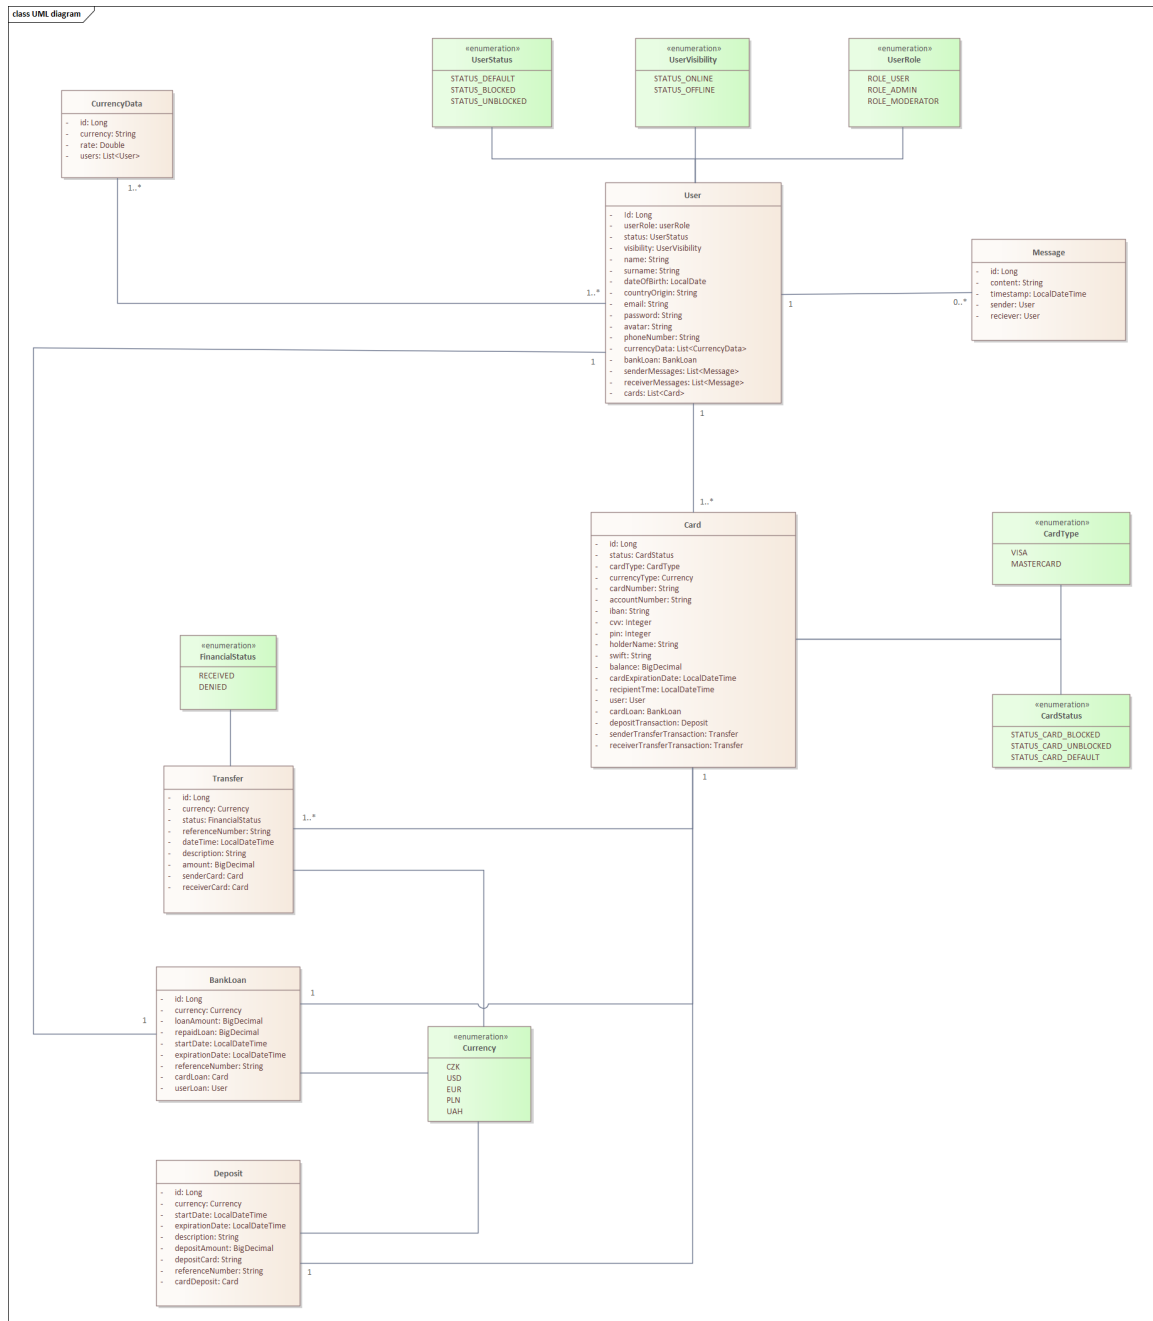 class UML diagram
«enumeration»
UserStatus
STATUS_DEFAULT
STATUS_BLOCKED
STATUS_UNBLOCKED
«enumeration»
UserVisibility
STATUS_ONLINE
STATUS_OFFLINE
«enumeration»
UserRole
ROLE_USER
ROLE_ADMIN
ROLE_MODERATOR
CurrencyData
- id: Long
- currency: String
- rate: Double
- users: List<User>
1..*
User
- Id: Long
- userRole: userRole
- status: UserStatus
- visibility: UserVisibility
- name: String
- surname: String
- dateOfBirth: LocalDate
- countryOrigin: String
- email: String
- password: String
- avatar: String
- phoneNumber: String
- currencyData: List<CurrencyData>
- bankLoan: BankLoan
- senderMessages: List<Message>
- receiverMessages: List<Message>
- cards: List<Card>
1..*
1
1
0..*
1
Message
- id: Long
- content: String
- timestamp: LocalDateTime
- sender: User
- reciever: User
1..*
Card
- id: Long
- status: CardStatus
- cardType: CardType
- currencyType: Currency
- cardNumber: String
- accountNumber: String
- iban: String
- cvv: Integer
- pin: Integer
- holderName: String
- swift: String
- balance: BigDecimal
- cardExpirationDate: LocalDateTime
- recipientTme: LocalDateTime
- user: User
- cardLoan: BankLoan
- depositTransaction: Deposit
- senderTransferTransaction: Transfer
- receiverTransferTransaction: Transfer
1
«enumeration»
CardType
VISA
MASTERCARD
«enumeration»
CardStatus
STATUS_CARD_BLOCKED
STATUS_CARD_UNBLOCKED
STATUS_CARD_DEFAULT
«enumeration»
FinancialStatus
RECEIVED
DENIED
Transfer
- id: Long
- currency: Currency
- status: FinancialStatus
- referenceNumber: String
- dateTime: LocalDateTime
- description: String
- amount: BigDecimal
- senderCard: Card
- receiverCard: Card
1..*
BankLoan
- id: Long
- currency: Currency
- loanAmount: BigDecimal
- repaidLoan: BigDecimal
- startDate: LocalDateTime
- expirationDate: LocalDateTime
- referenceNumber: String
- cardLoan: Card
- userLoan: User
1
1
«enumeration»
Currency
CZK
USD
EUR
PLN
UAH
Deposit
- id: Long
- currency: Currency
- startDate: LocalDateTime
- expirationDate: LocalDateTime
- description: String
- depositAmount: BigDecimal
- depositCard: String
- referenceNumber: String
- cardDeposit: Card
1